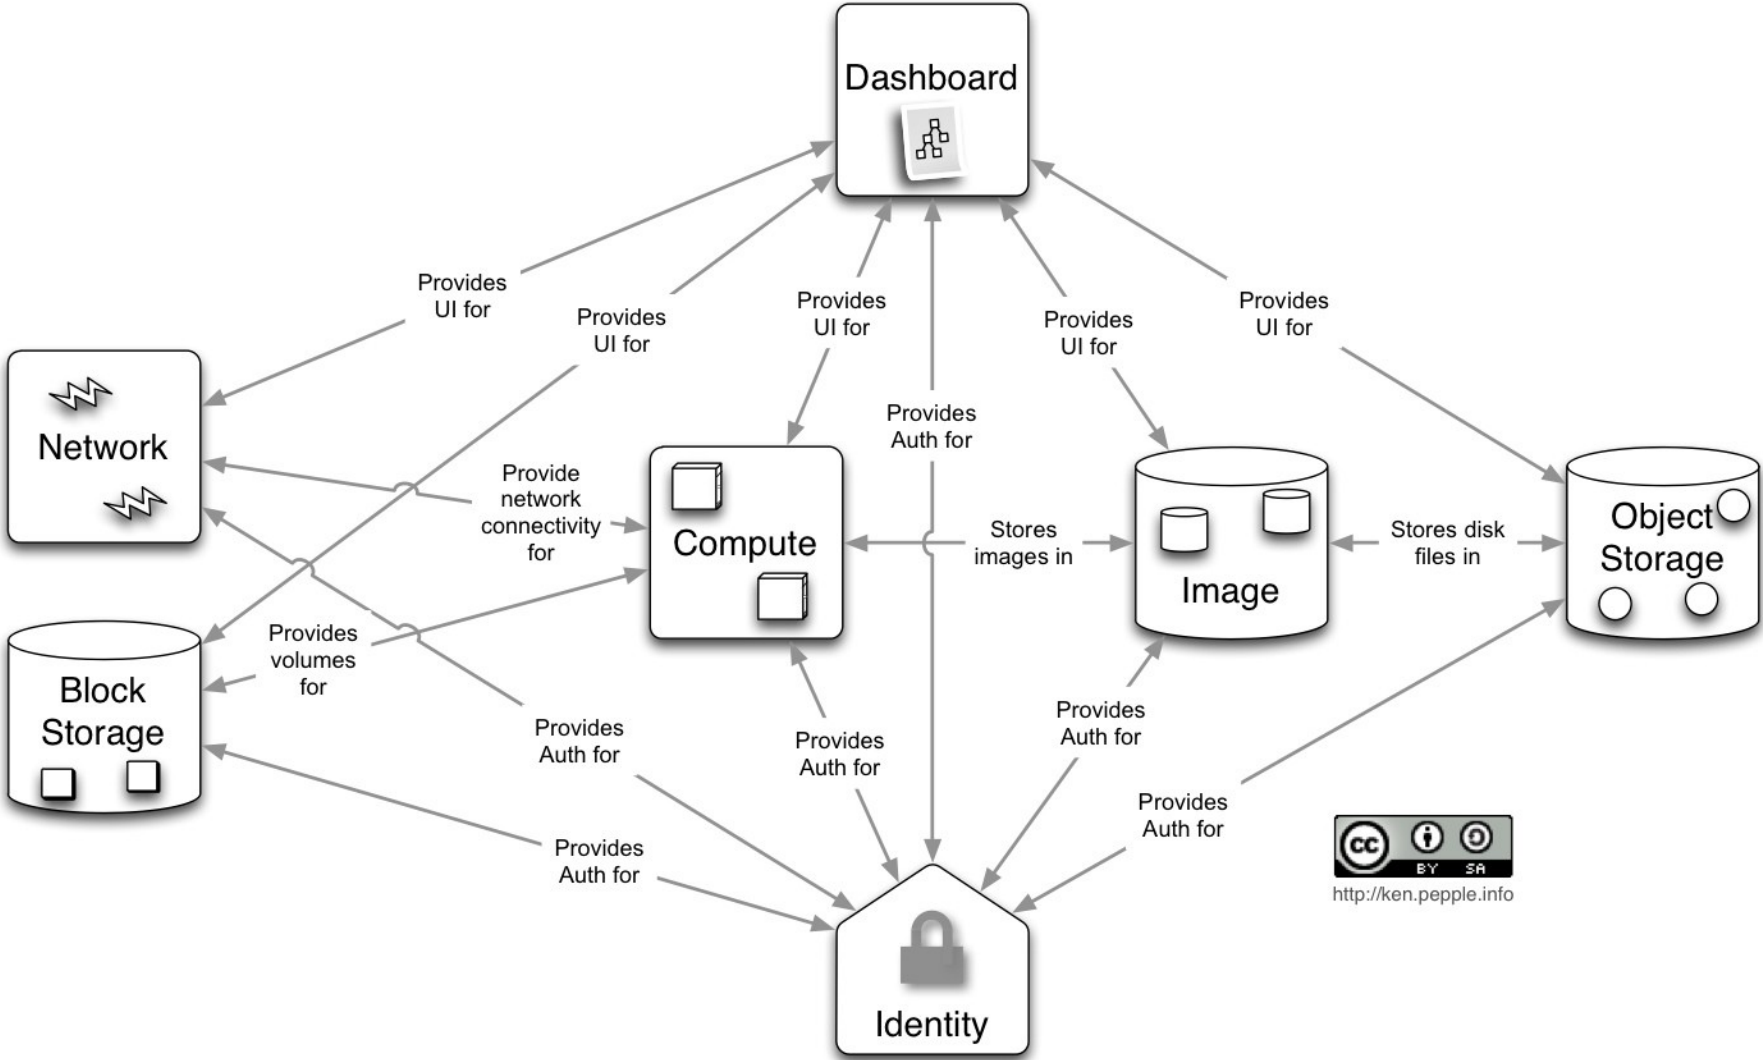 Dashboard
Provides
UI for
Provides
UI for
Provides
UI for
Provides
UI for
Provides
UI for
Provides
Auth for
Network
Provide
network
connectivity
for
Compute
Stores
images in
Image
Stores disk
files in
Object
Storage
Provides
volumes
for
Block
Storage
Provides
Auth for
Provides
Auth for
Provides
Auth for
Provides
Auth for
Provides
Auth for
cc
BY SA
http://ken.pepple.info
Identity